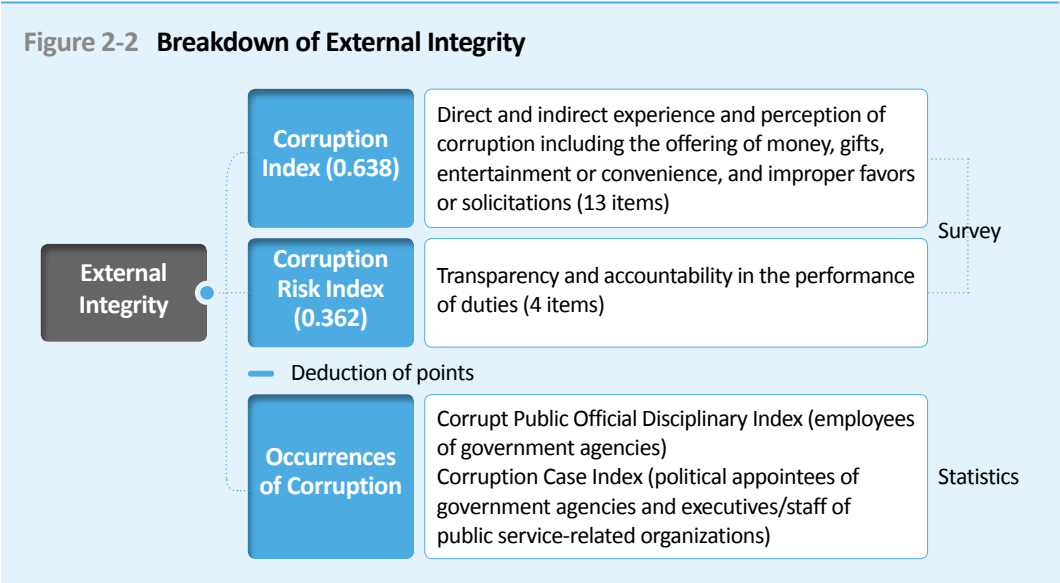 Figure 2-2 Breakdown of External Integrity
External
Integrity
Corruption
Index (0.638)
Direct and indirect experience and perception of
corruption including the offering of money, gifts,
entertainment or convenience, and improper favors
or solicitations (13 items)
Corruption
Risk Index
(0.362)
Transparency and accountability in the performance
of duties (4 items)
Survey
Deduction of points
Occurrences
of Corruption
Corrupt Public Official Disciplinary Index (employees
of government agencies)
Corruption Case Index (political appointees of
government agencies and executives/staff of
public service-related organizations)
Statistics